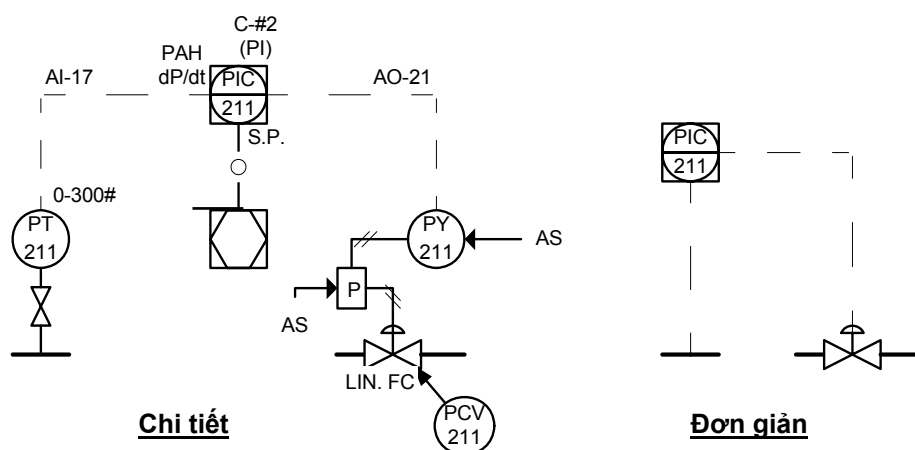 C-#2
(PI)
PAH
dP/dt
AI-17
PIC
211
AO-21
S.P.
0-300#
PT
211
PY
211
AS
P
AS
LIN. FC
PCV
211
Chi tiết
PIC
211
Đơn giản